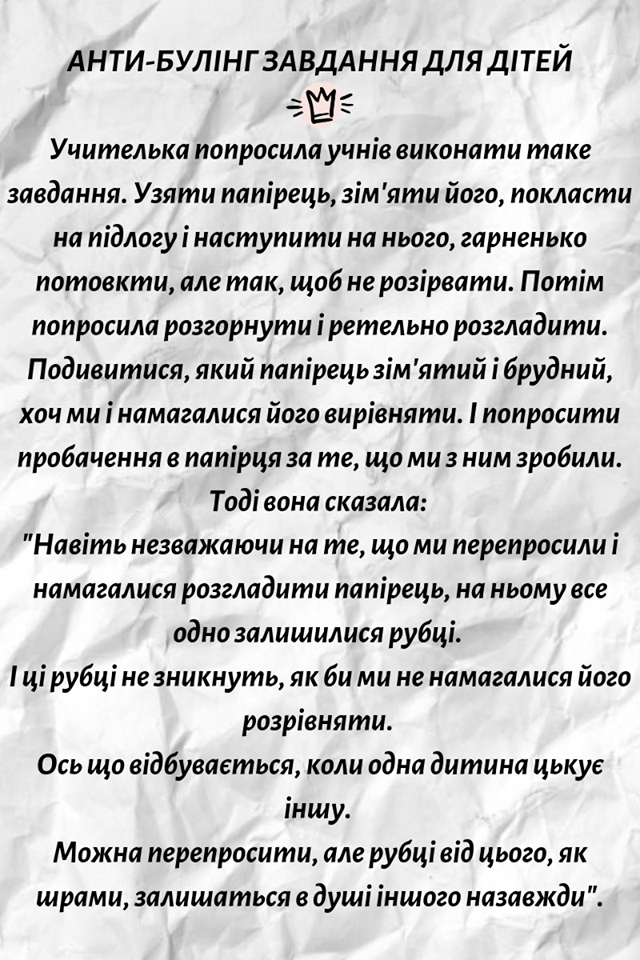 АНТИ-БУЛІНГ ЗАВДАННЯ ДЛЯ ДІТЕЙ
Учителька попросила учнів виконати таке
завдання. Узяти папірець, зім'яти його, покласти
на підлогу і наступити на нього, гарненько
потовкти, але так, щоб не розірвати. Потім
попросила розгорнути і ретельно розгладити.
Подивитися, який папірець зім'ятий і брудний,
хоч ми і намагалися його вирівняти. І попросити
пробачення в папірця за те, що ми з ним зробили.
Тоді вона сказала:
"Навіть незважаючи на те, що ми перепросили і
намагалися розгладити папірець, на ньому все
одно залишилися рубці.
І ці рубці не зникнуть, як би ми не намагалися його
розрівняти.
Ось що відбувається, коли одна дитина цькує
іншу.
Можна перепросити, але рубці від цього, як
шрами, залишаться в душі іншого назавжди".